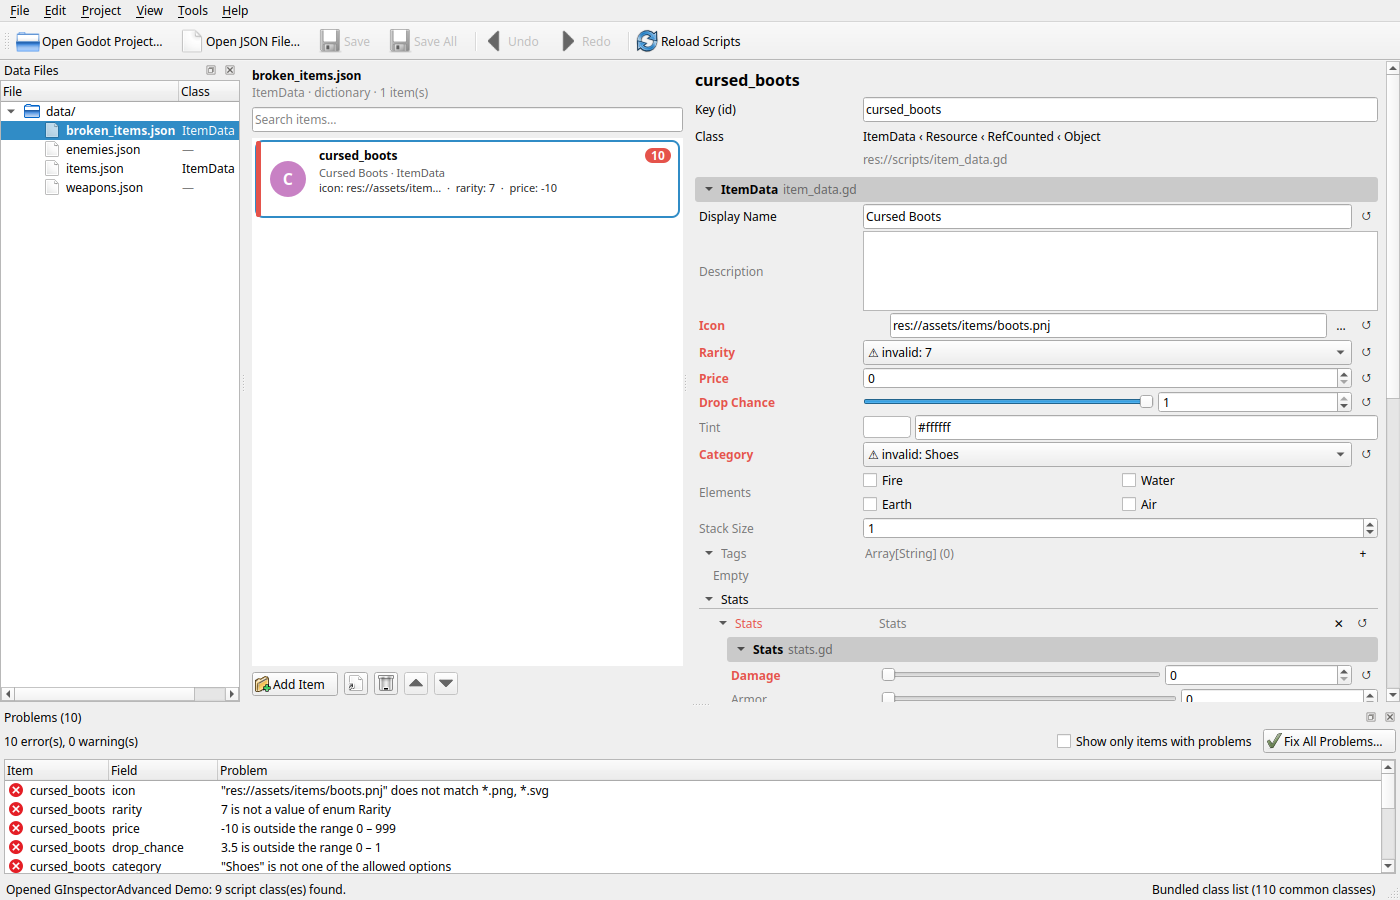 File Edit Project View Tools Help
Open Godot Project... Open JSON File... Save Save All Undo Redo Reload Scripts
Data Files
File Class
data/
broken_items.json ItemData
enemies.json —
items.json ItemData
weapons.json —
broken_items.json
ItemData · dictionary · 1 item(s)
Search items...
C
cursed_boots 10
Cursed Boots · ItemData
icon: res://assets/item... · rarity: 7 · price: -10
Add Item
cursed_boots
Key (id) cursed_boots
Class ItemData ‹ Resource ‹ RefCounted ‹ Object
res://scripts/item_data.gd
ItemData item_data.gd
Display Name Cursed Boots
Description
Icon res://assets/items/boots.pnj ...
Rarity ⚠ invalid: 7
Price 0
Drop Chance 1
Tint #ffffff
Category ⚠ invalid: Shoes
Elements
Fire Water
Earth Air
Stack Size 1
Tags Array[String] (0) +
Empty
Stats
Stats Stats
Stats stats.gd
Damage 0
Armor 0
Problems (10)
10 error(s), 0 warning(s) Show only items with problems Fix All Problems...
Item Field Problem
cursed_boots icon "res://assets/items/boots.pnj" does not match *.png, *.svg
cursed_boots rarity 7 is not a value of enum Rarity
cursed_boots price -10 is outside the range 0 – 999
cursed_boots drop_chance 3.5 is outside the range 0 – 1
cursed_boots category "Shoes" is not one of the allowed options
Opened GInspectorAdvanced Demo: 9 script class(es) found. Bundled class list (110 common classes)